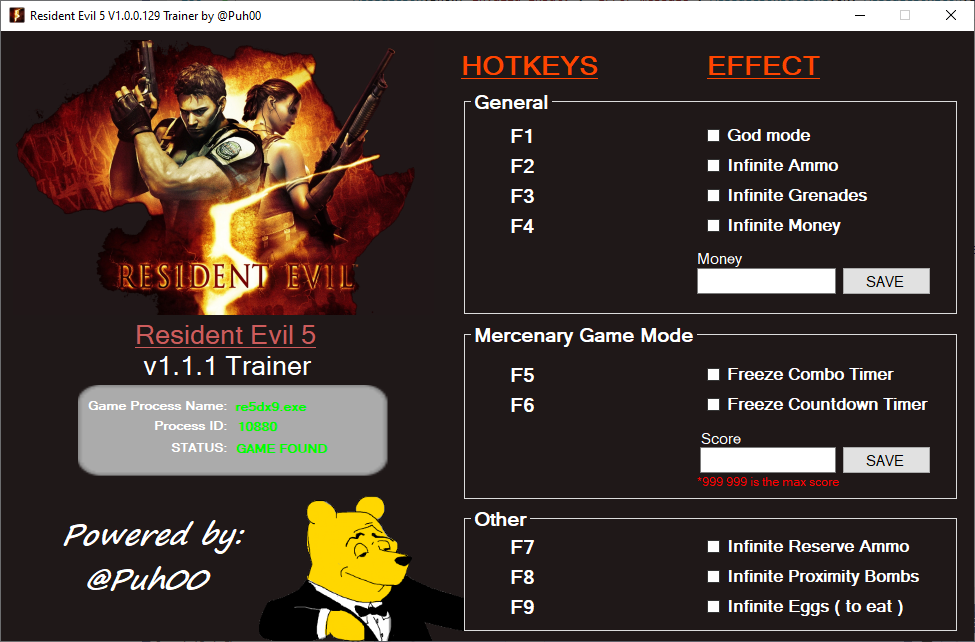 Resident Evil 5 V1.0.0.129 Trainer by @Puh00
HOTKEYS EFFECT
General
F1 God mode
F2 Infinite Ammo
F3 Infinite Grenades
F4 Infinite Money
Money
SAVE
RESIDENT EVIL
Resident Evil 5
v1.1.1 Trainer
Game Process Name: re5dx9.exe
Process ID: 10880
STATUS: GAME FOUND
Mercenary Game Mode
F5 Freeze Combo Timer
F6 Freeze Countdown Timer
Score
SAVE
*999 999 is the max score
Powered by:
@Puh00
Other
F7 Infinite Reserve Ammo
F8 Infinite Proximity Bombs
F9 Infinite Eggs ( to eat )